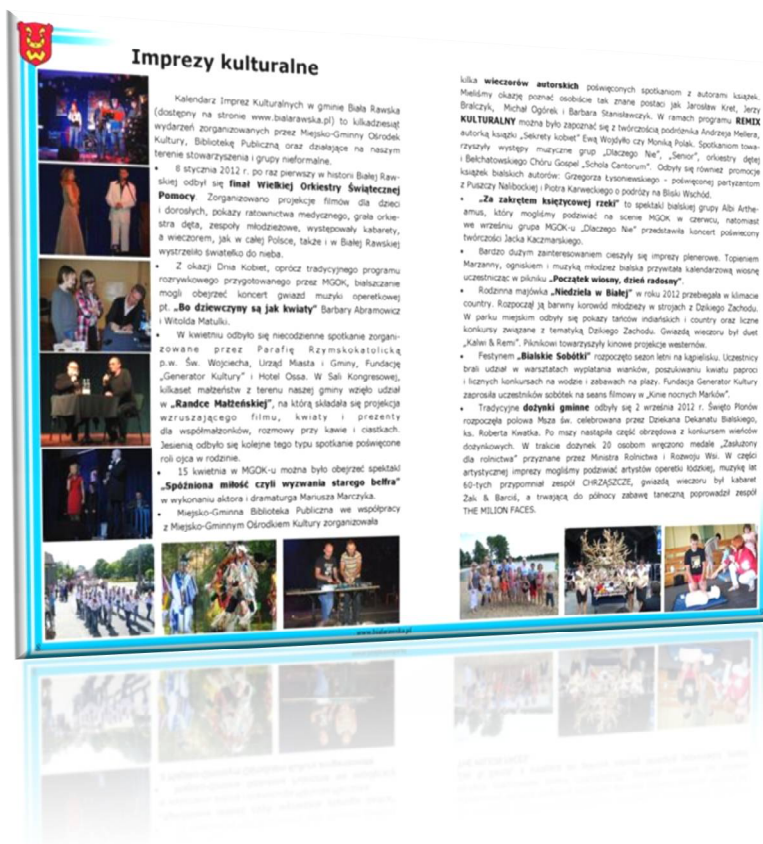 Imprezy kulturalne
Kalendarz Imprez Kulturalnych w gminie Biała Rawska
(dostępny na stronie www.bialarawska.pl) to kilkadziesiąt
wydarzeń zorganizowanych przez Miejsko-Gminny Ośrodek
Kultury, Bibliotekę Publiczną oraz działające na naszym
terenie stowarzyszenia i grupy nieformalne.
• 8 stycznia 2012 r. po raz pierwszy w historii Białej Raw-
skiej odbył się finał Wielkiej Orkiestry Świątecznej
Pomocy. Zorganizowano projekcje filmów dla dzieci
i dorosłych, pokazy ratownictwa medycznego, grała orkie-
stra dęta, zespoły młodzieżowe, występowały kabarety,
a wieczorem, jak w całej Polsce, także i w Białej Rawskiej
wystrzeliło światełko do nieba.
• Z okazji Dnia Kobiet, oprócz tradycyjnego programu
rozrywkowego przygotowanego przez MGOK, bialszczanie
mogli obejrzeć koncert gwiazd muzyki operetkowej
pt. „Bo dziewczyny są jak kwiaty" Barbary Abramowicz
i Witolda Matulki.
• W kwietniu odbyło się niecodzienne spotkanie zorgani-
zowane przez Parafię Rzymskokatolicką
p.w. Św. Wojciecha, Urząd Miasta i Gminy, Fundację
„Generator Kultury" i Hotel Ossa. W Sali Kongresowej,
kilkaset małżeństw z terenu naszej gminy wzięło udział
w „Randce Małżeńskiej", na którą składała się projekcja
wzruszającego filmu, kwiaty i prezenty
dla współmałżonków, rozmowy przy kawie i ciastkach.
Jesienią odbyło się kolejne tego typu spotkanie poświęcone
roli ojca w rodzinie.
• 15 kwietnia w MGOK-u można było obejrzeć spektakl
„Spóźniona miłość czyli wyzwania starego belfra"
w wykonaniu aktora i dramaturga Mariusza Marczyka.
• Miejsko-Gminna Biblioteka Publiczna we współpracy
z Miejsko-Gminnym Ośrodkiem Kultury zorganizowała
kilka wieczorów autorskich poświęconych spotkaniom z autorami książek.
Mieliśmy okazję poznać osobiście tak znane postaci jak Jarosław Kret, Jerzy
Bralczyk, Michał Ogórek i Barbara Stanisławczyk. W ramach programu REMIX
KULTURALNY można było zapoznać się z twórczością podróżnika Andrzeja Mellera,
autorką książki „Sekrety kobiet" Ewą Wojdyłło czy Moniką Polak. Spotkaniom towa-
rzyszyły występy muzyczne grup „Dlaczego Nie", „Senior", orkiestry dętej
i Bełchatowskiego Chóru Gospel „Schola Cantorum". Odbyły się również promocje
książek bialskich autorów: Grzegorza Łysoniewskiego - poświęconej partyzantom
z Puszczy Nalibockiej i Piotra Karweckiego o podróży na Bliski Wschód.
• „Za zakrętem księżycowej rzeki" to spektakl bialskiej grupy Albi Arthe-
amus, który mogliśmy podziwiać na scenie MGOK w czerwcu, natomiast
we wrześniu grupa MGOK-u „Dlaczego Nie" przedstawiła koncert poświęcony
twórczości Jacka Kaczmarskiego.
• Bardzo dużym zainteresowaniem cieszyły się imprezy plenerowe. Topieniem
Marzanny, ogniskiem i muzyką młodzież bialska przywitała kalendarzową wiosnę
uczestnicząc w pikniku „Początek wiosny, dzień radosny".
• Rodzinna majówka „Niedziela w Białej" w roku 2012 przebiegała w klimacie
country. Rozpoczął ją barwny korowód młodzieży w strojach z Dzikiego Zachodu.
W parku miejskim odbyły się pokazy tańców indiańskich i country oraz liczne
konkursy związane z tematyką Dzikiego Zachodu. Gwiazdą wieczoru był duet
„Kalwi & Remi". Piknikowi towarzyszyły kinowe projekcje westernów.
• Festynem „Bialskie Sobótki" rozpoczęto sezon letni na kąpielisku. Uczestnicy
brali udział w warsztatach wyplatania wianków, poszukiwaniu kwiatu paproci
i licznych konkursach na wodzie i zabawach na plaży. Fundacja Generator Kultury
zaprosiła uczestników sobótek na seans filmowy w „Kinie nocnych Marków".
• Tradycyjne dożynki gminne odbyły się 2 września 2012 r. Święto Plonów
rozpoczęła polowa Msza św. celebrowana przez Dziekana Dekanatu Bialskiego,
ks. Roberta Kwatka. Po mszy nastąpiła część obrzędowa z konkursem wieńców
dożynkowych. W trakcie dożynek 20 osobom wręczono medale „Zasłużony
dla rolnictwa" przyznane przez Ministra Rolnictwa i Rozwoju Wsi. W części
artystycznej imprezy mogliśmy podziwiać artystów operetki łódzkiej, muzykę lat
60-tych przypomniał zespół CHRZĄSZCZE, gwiazdą wieczoru był kabaret
Żak & Barciś, a trwającą do północy zabawę taneczną poprowadził zespół
THE MILION FACES.
www.bialarawska.pl